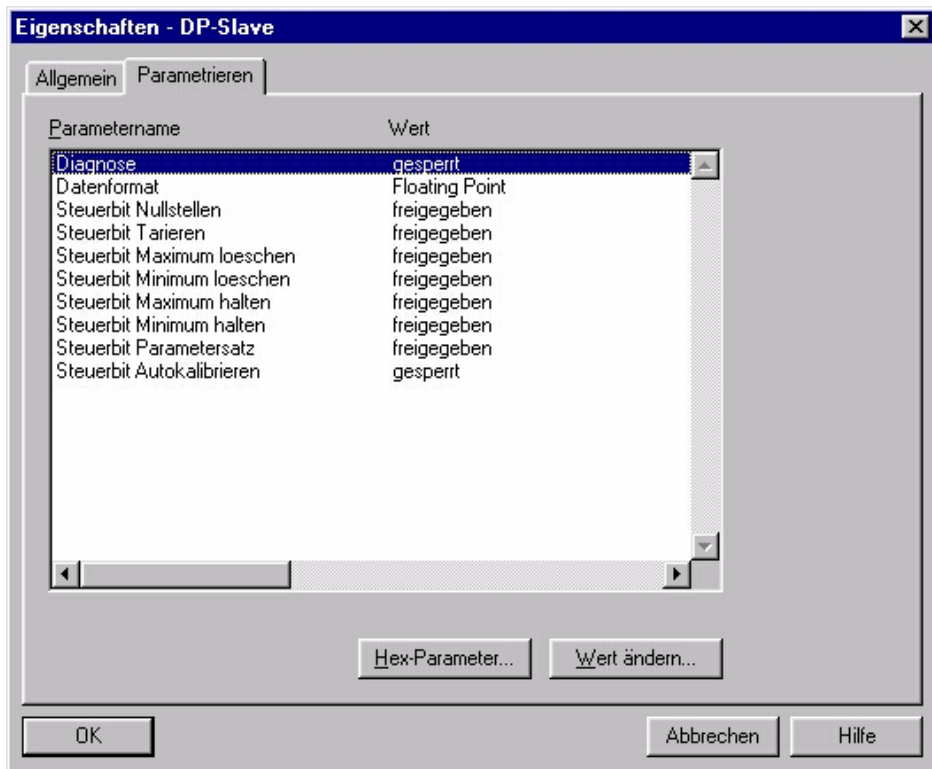 Eigenschaften - DP-Slave
Allgemein Parametrieren
Parametername Wert
Diagnose gesperrt
Datenformat Floating Point
Steuerbit Nullstellen freigegeben
Steuerbit Tarieren freigegeben
Steuerbit Maximum loeschen freigegeben
Steuerbit Minimum loeschen freigegeben
Steuerbit Maximum halten freigegeben
Steuerbit Minimum halten freigegeben
Steuerbit Parametersatz freigegeben
Steuerbit Autokalibrieren gesperrt
Hex-Parameter... Wert ändern...
OK Abbrechen Hilfe